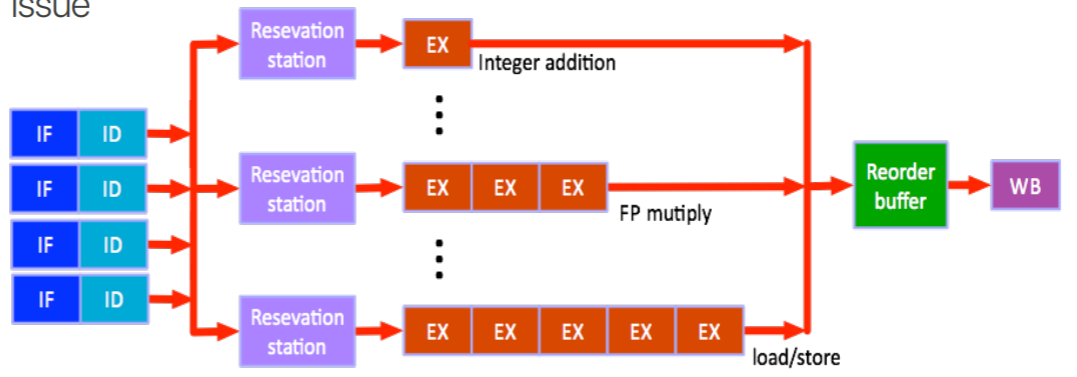 issue
Resevation
station
EX
Integer addition
IF ID
IF ID
IF ID
IF ID
Resevation
station
EX EX EX
FP mutiply
Reorder
buffer
WB
Resevation
station
EX EX EX EX EX
load/store